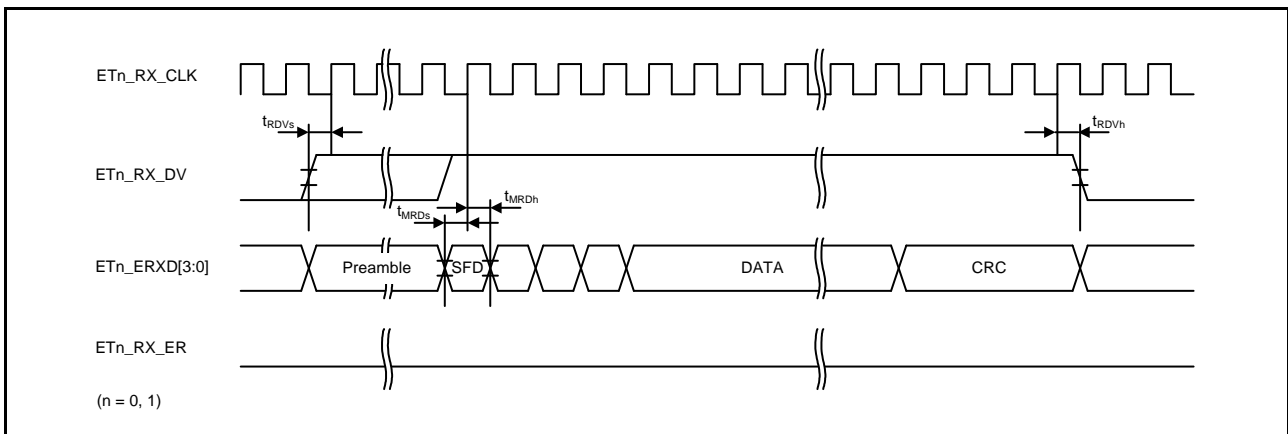 ETn_RX_CLK
tRDVs
tRDVh
ETn_RX_DV
tMRDs
tMRDh
ETn_ERXD[3:0]
Preamble
SFD
DATA
CRC
ETn_RX_ER
(n = 0, 1)